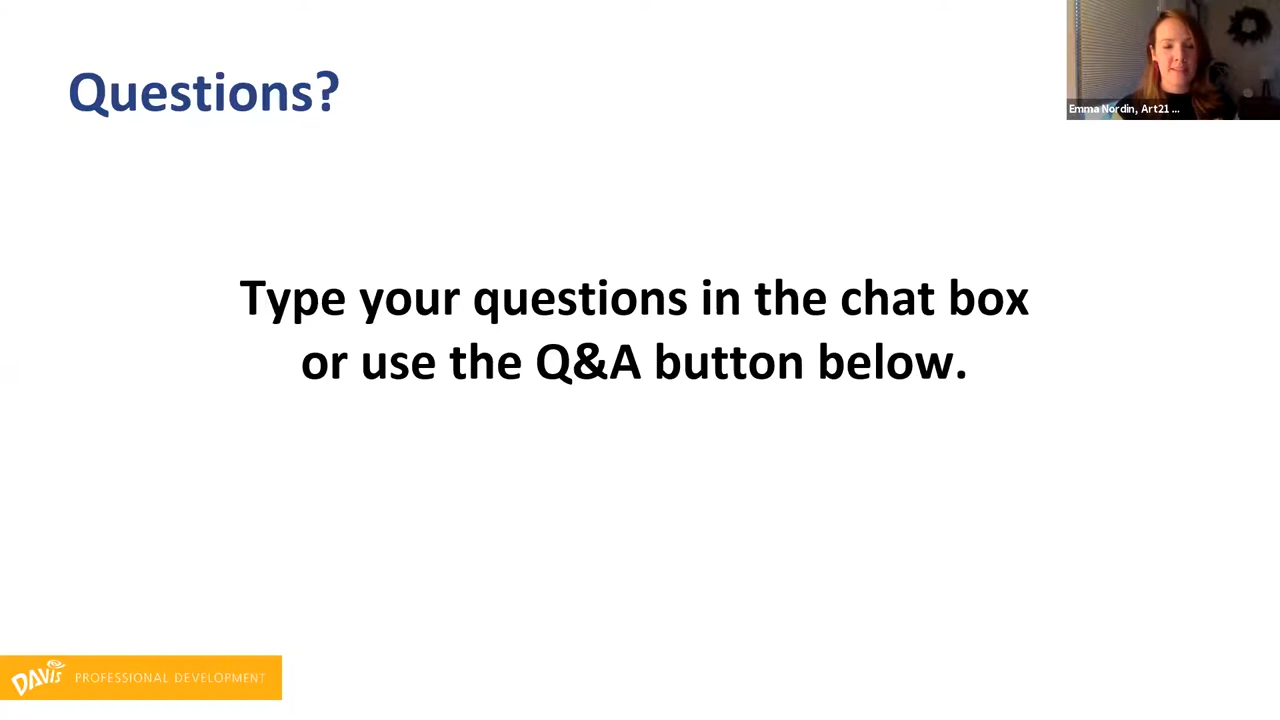 Questions?
Emma Nordin, Art21 ...
Type your questions in the chat box
or use the Q&A button below.
DAVIS PROFESSIONAL DEVELOPMENT